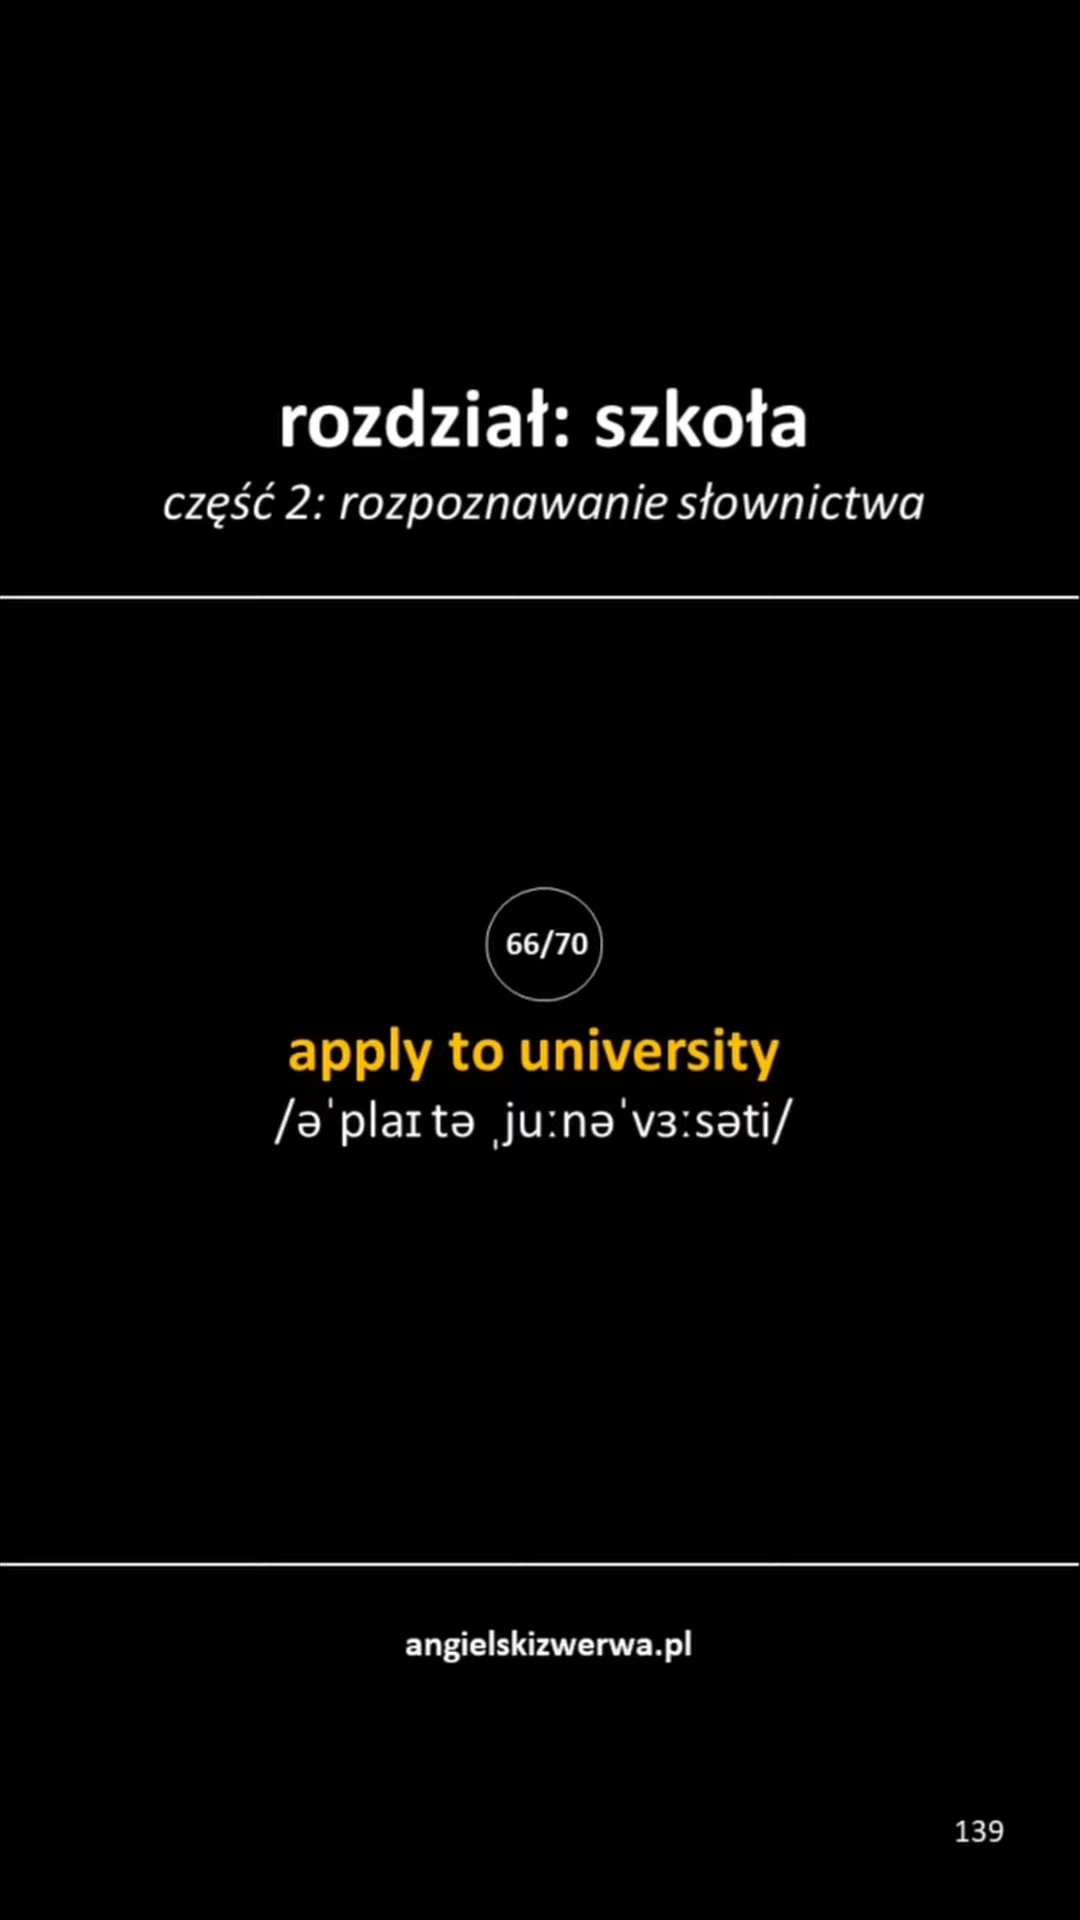 rozdział: szkoła
część 2: rozpoznawanie słownictwa
66/70
apply to university
/əˈplaɪ tə ˌjuːnəˈvɜːsəti/
angielskizwerwa.pl
139